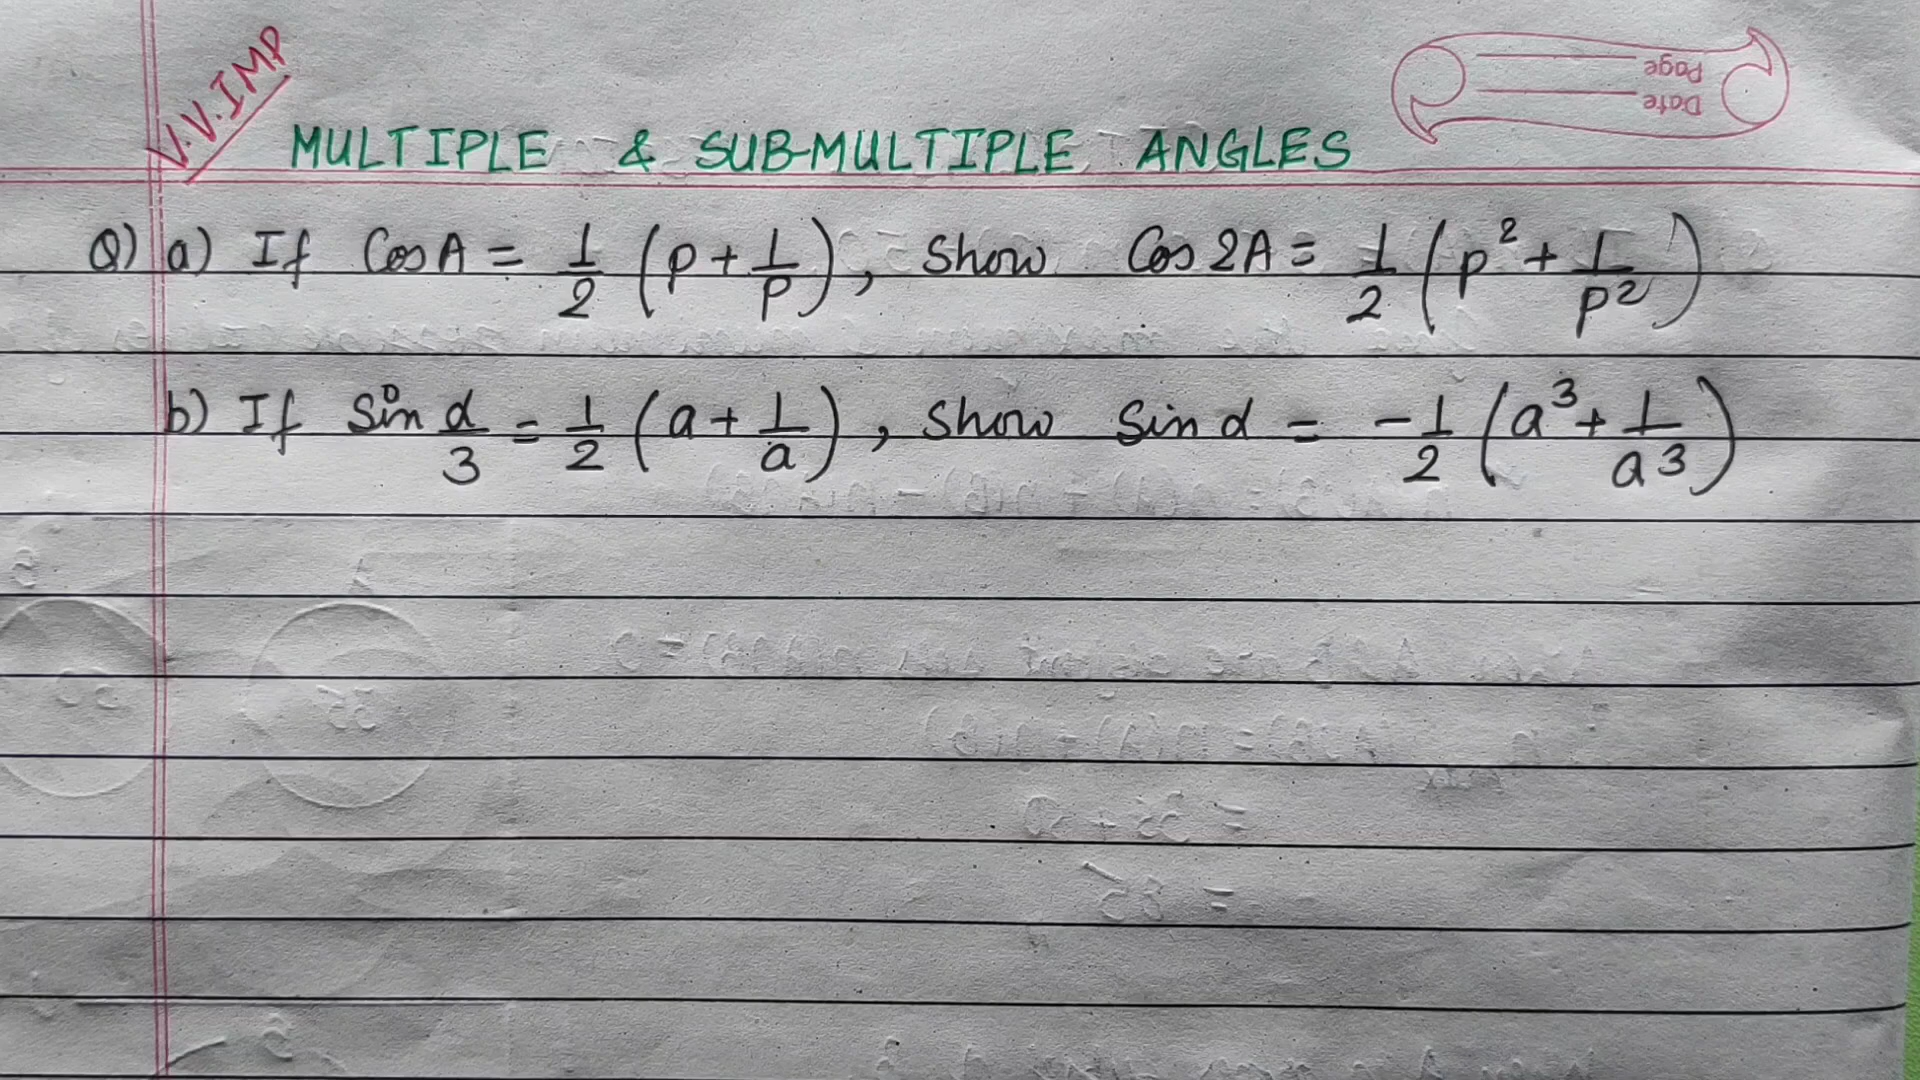 V.V.IMP
Page
Date
MULTIPLE & SUB-MULTIPLE ANGLES
Q) a) If Cos A = 1/2 (p + 1/p), Show Cos 2A = 1/2 (p² + 1/p²)
b) If Sin α/3 = 1/2 (a + 1/a), Show Sin α = -1/2 (a³ + 1/a³)